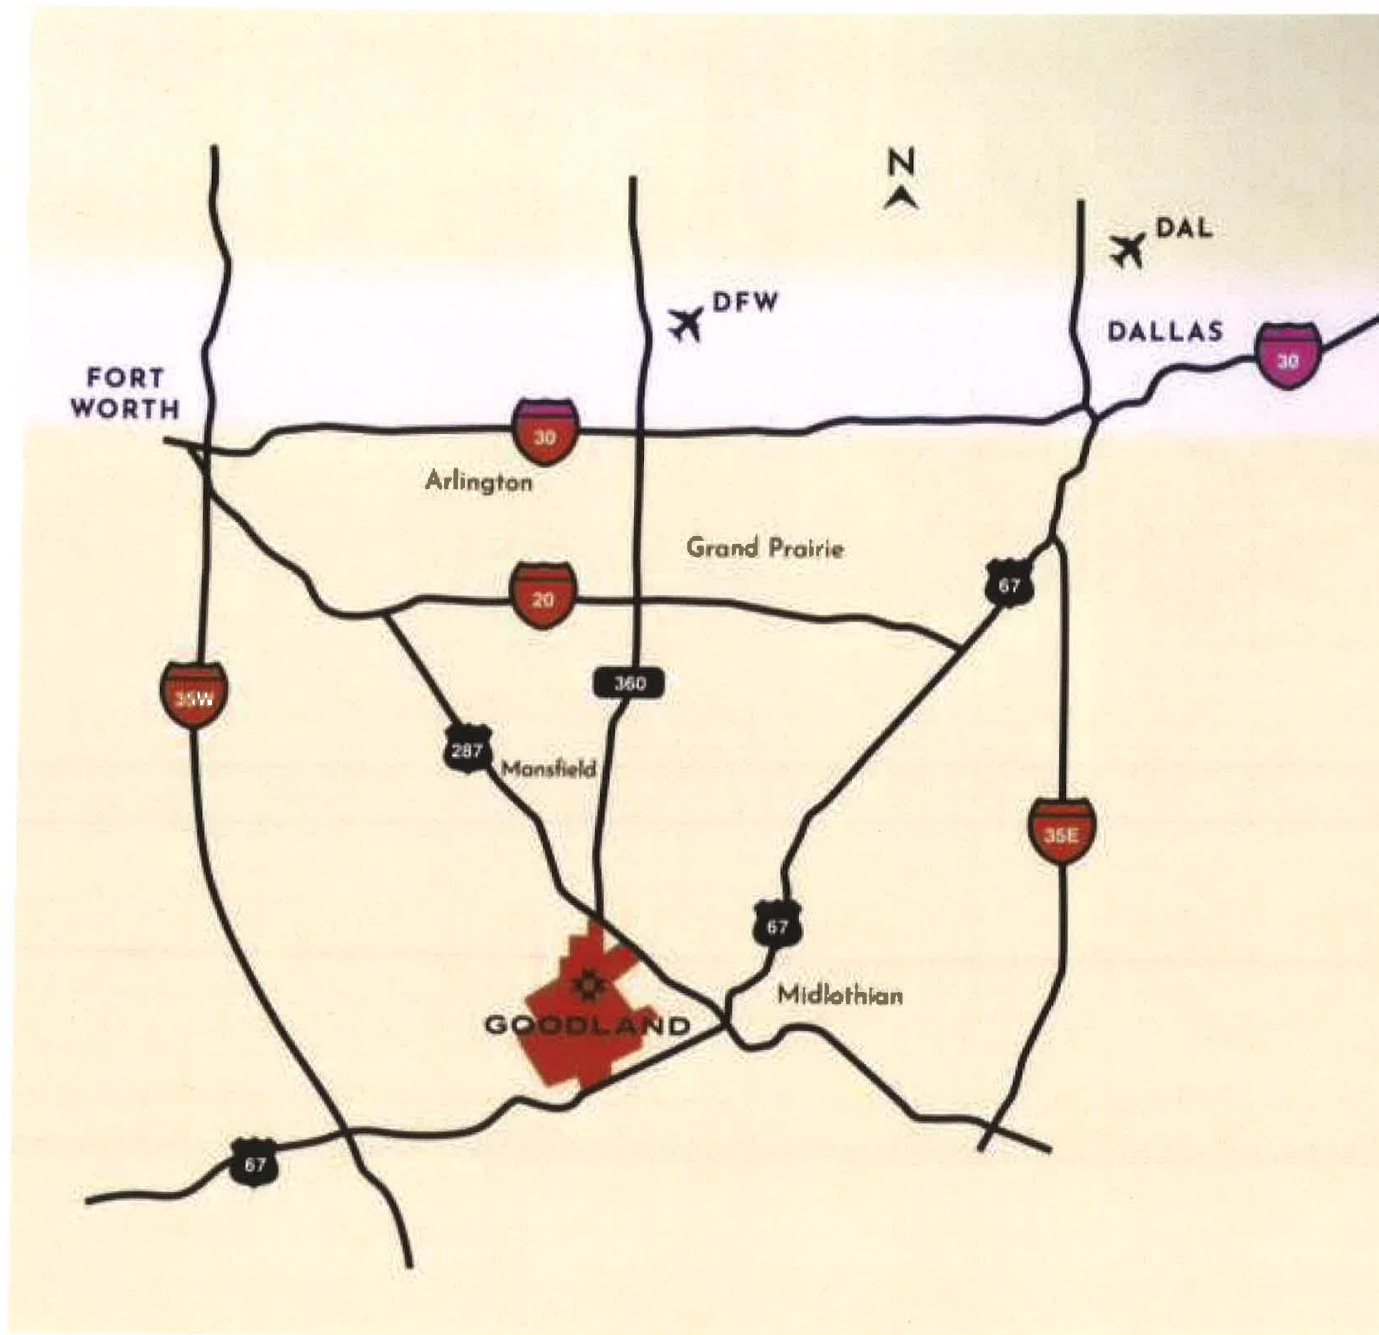 N
DAL
DFW
DALLAS
30
FORT
WORTH
30
Arlington
Grand Prairie
67
20
360
35W
287
Mansfield
35E
67
Midlothian
GOODLAND
67